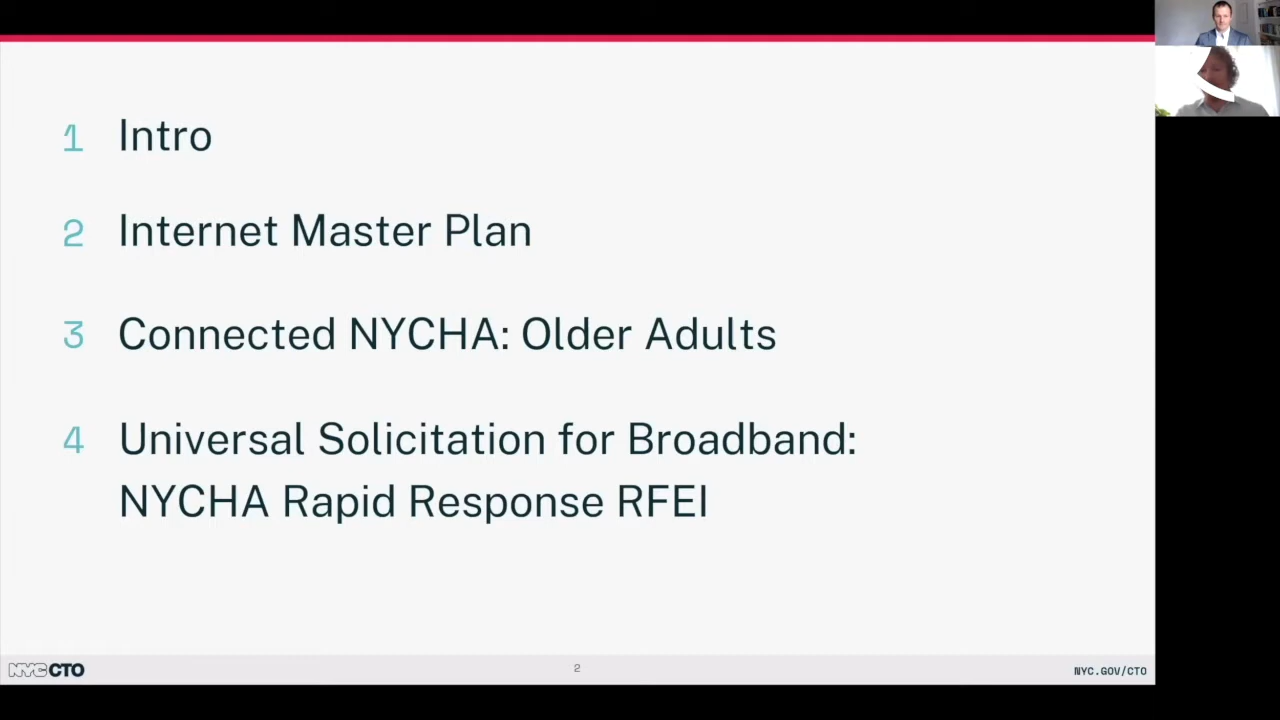 1 Intro
2 Internet Master Plan
3 Connected NYCHA: Older Adults
4 Universal Solicitation for Broadband:
NYCHA Rapid Response RFEI
NYC CTO
2
NYC.GOV/CTO